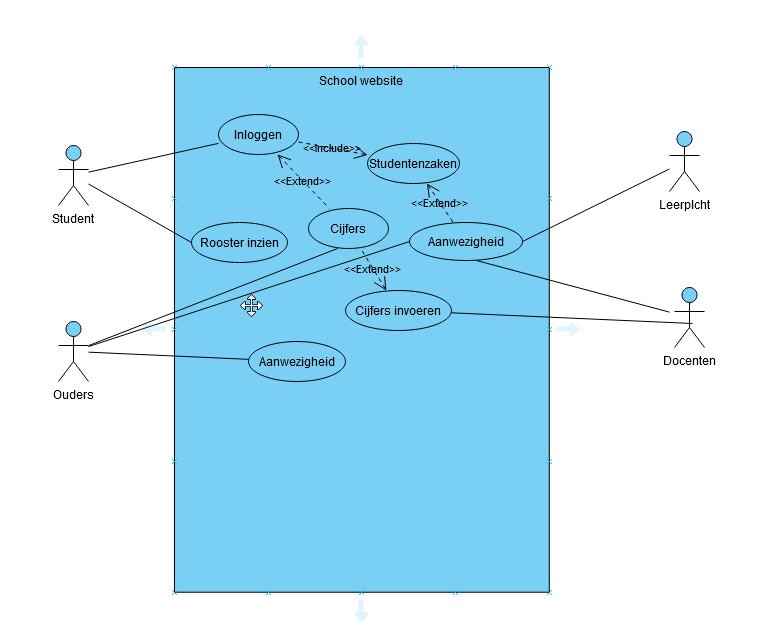 School website
Inloggen
<<Include>>
Studentenzaken
<<Extend>>
<<Extend>>
Student
Leerplcht
Cijfers
Rooster inzien
Aanwezigheid
<<Extend>>
Cijfers invoeren
Aanwezigheid
Docenten
Ouders